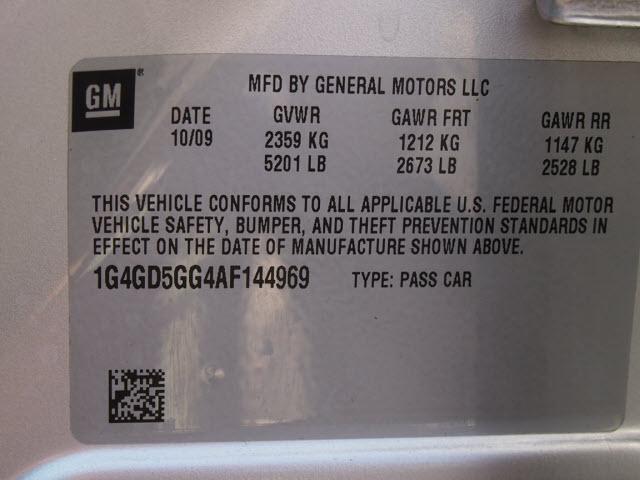 GM®
MFD BY GENERAL MOTORS LLC
DATE GVWR GAWR FRT GAWR RR
10/09 2359 KG 1212 KG 1147 KG
5201 LB 2673 LB 2528 LB
THIS VEHICLE CONFORMS TO ALL APPLICABLE U.S. FEDERAL MOTOR
VEHICLE SAFETY, BUMPER, AND THEFT PREVENTION STANDARDS IN
EFFECT ON THE DATE OF MANUFACTURE SHOWN ABOVE.
1G4GD5GG4AF144969 TYPE: PASS CAR